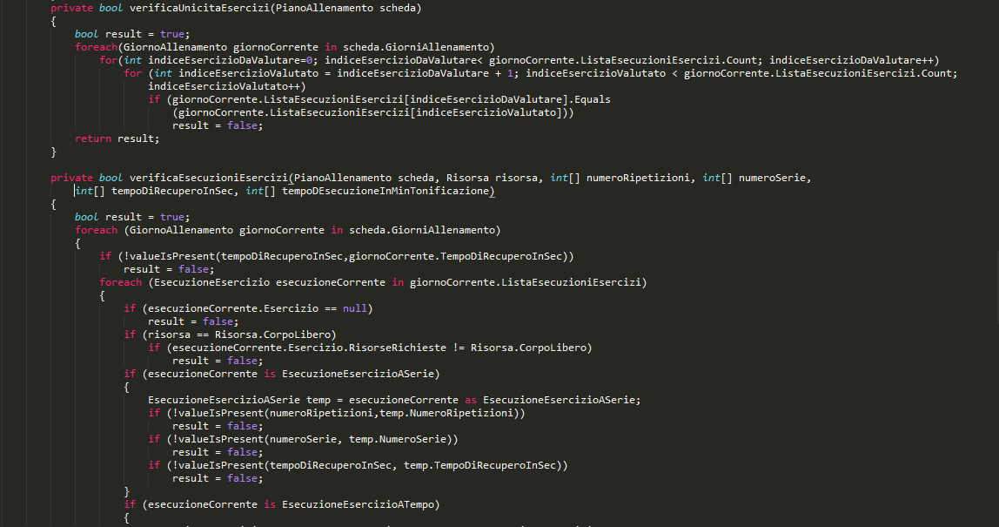 private bool verificaUnicitaEsercizi(PianoAllenamento scheda)
{
bool result = true;
foreach(GiornoAllenamento giornoCorrente in scheda.GiorniAllenamento)
for(int indiceEsercizioDaValutare=0; indiceEsercizioDaValutare< giornoCorrente.ListaEsecuzioniEsercizi.Count; indiceEsercizioDaValutare++)
for (int indiceEsercizioValutato = indiceEsercizioDaValutare + 1; indiceEsercizioValutato < giornoCorrente.ListaEsecuzioniEsercizi.Count;
indiceEsercizioValutato++)
if (giornoCorrente.ListaEsecuzioniEsercizi[indiceEsercizioDaValutare].Equals
(giornoCorrente.ListaEsecuzioniEsercizi[indiceEsercizioValutato]))
result = false;
return result;
}
private bool verificaEsecuzioniEsercizi(PianoAllenamento scheda, Risorsa risorsa, int[] numeroRipetizioni, int[] numeroSerie,
int[] tempoDiRecuperoInSec, int[] tempoDEsecuzioneInMinTonificazione)
{
bool result = true;
foreach (GiornoAllenamento giornoCorrente in scheda.GiorniAllenamento)
{
if (!valueIsPresent(tempoDiRecuperoInSec,giornoCorrente.TempoDiRecuperoInSec))
result = false;
foreach (EsecuzioneEsercizio esecuzioneCorrente in giornoCorrente.ListaEsecuzioniEsercizi)
{
if (esecuzioneCorrente.Esercizio == null)
result = false;
if (risorsa == Risorsa.CorpoLibero)
if (esecuzioneCorrente.Esercizio.RisorseRichieste != Risorsa.CorpoLibero)
result = false;
if (esecuzioneCorrente is EsecuzioneEsercizioASerie)
{
EsecuzioneEsercizioASerie temp = esecuzioneCorrente as EsecuzioneEsercizioASerie;
if (!valueIsPresent(numeroRipetizioni,temp.NumeroRipetizioni))
result = false;
if (!valueIsPresent(numeroSerie, temp.NumeroSerie))
result = false;
if (!valueIsPresent(tempoDiRecuperoInSec, temp.TempoDiRecuperoInSec))
result = false;
}
if (esecuzioneCorrente is EsecuzioneEsercizioATempo)
{